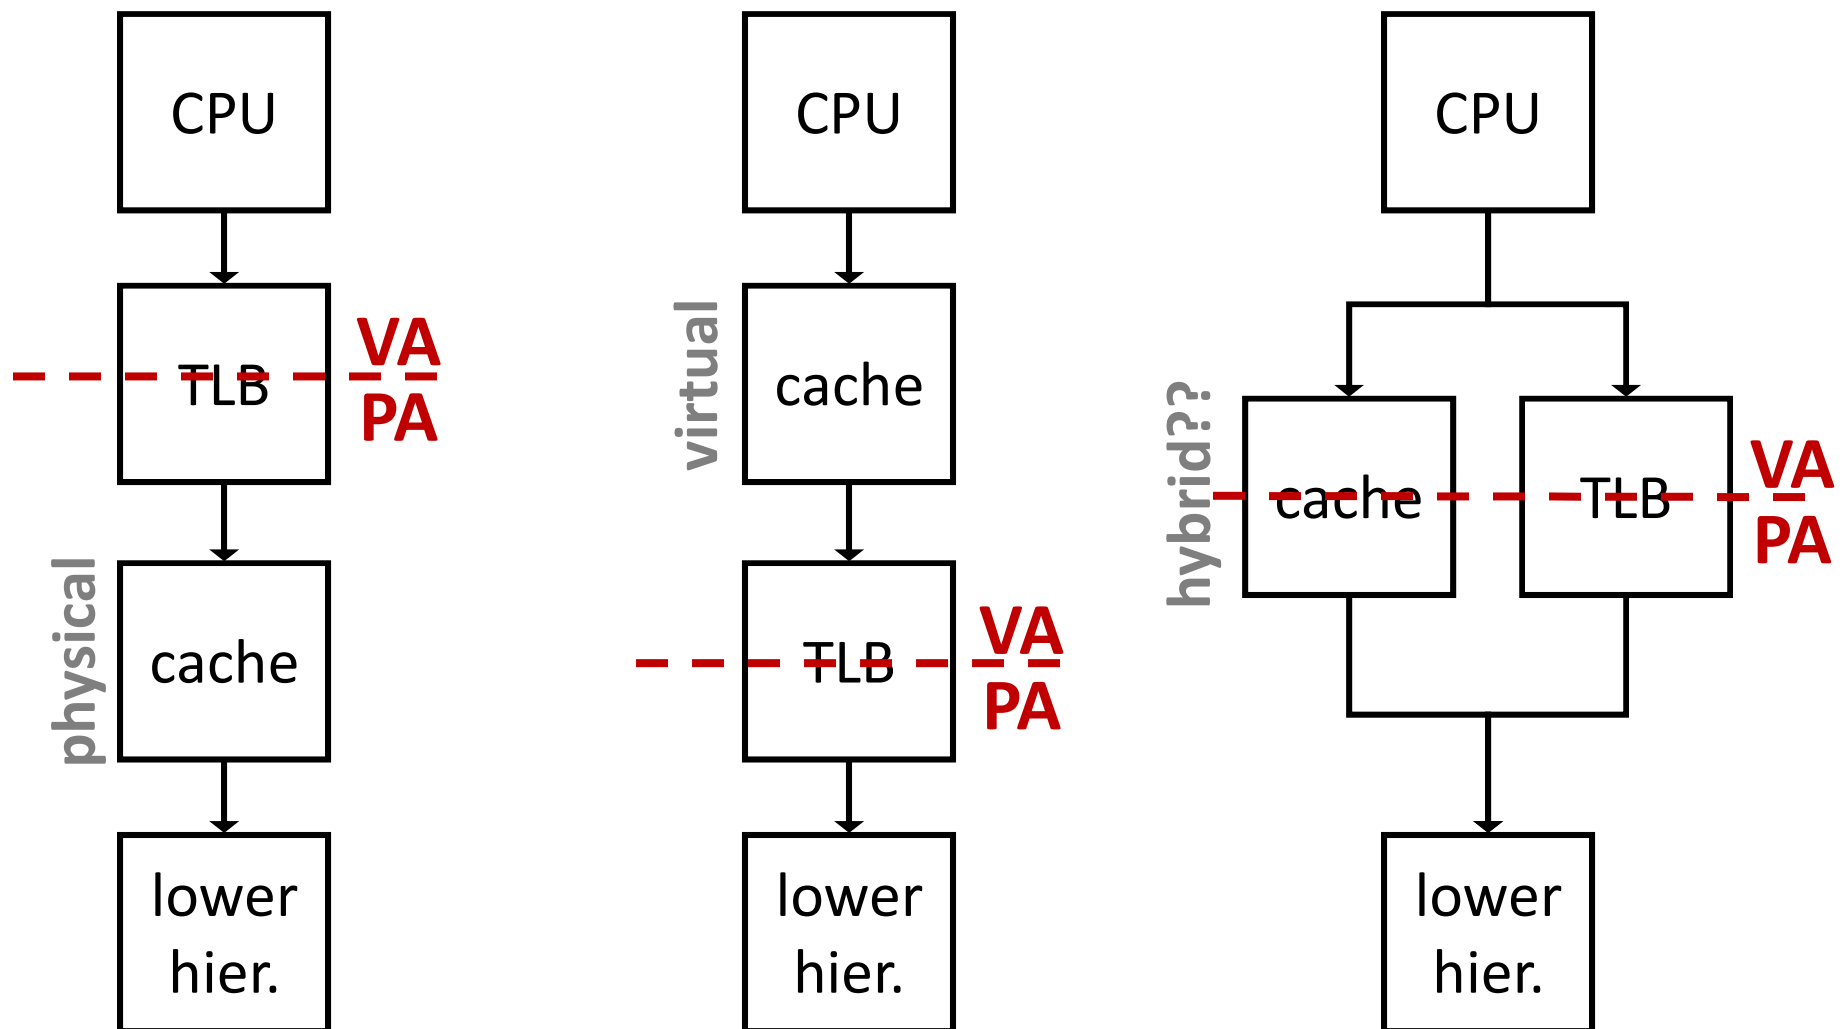 CPU
TLB
VA
PA
physical
cache
lower
hier.
CPU
virtual
cache
TLB
VA
PA
lower
hier.
CPU
hybrid??
cache
TLB
VA
PA
lower
hier.